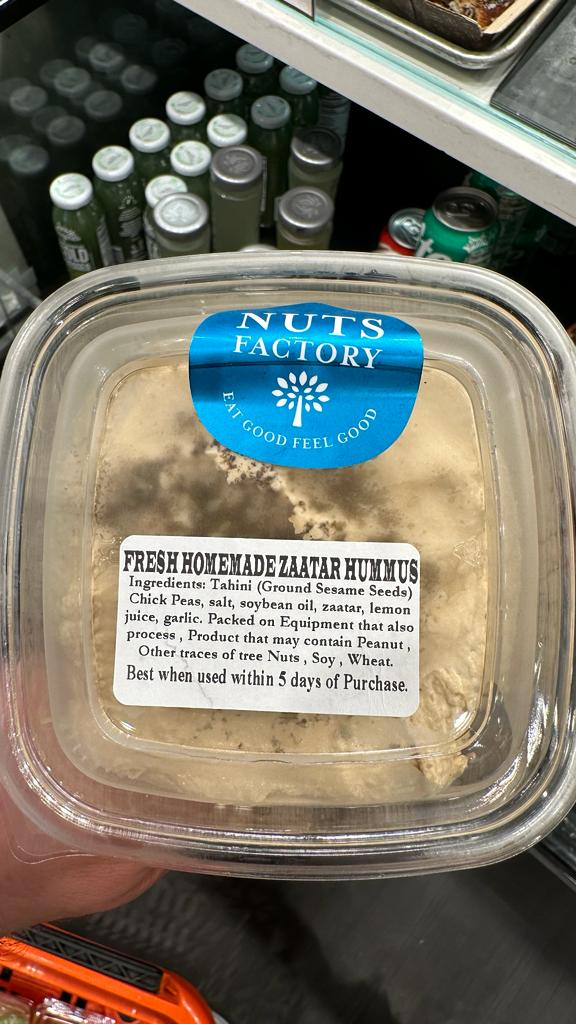 NUTS
FACTORY
EAT GOOD FEEL GOOD
FRESH HOMEMADE ZAATAR HUMMUS
Ingredients: Tahini (Ground Sesame Seeds)
Chick Peas, salt, soybean oil, zaatar, lemon
juice, garlic. Packed on Equipment that also
process , Product that may contain Peanut ,
Other traces of tree Nuts , Soy , Wheat.
Best when used within 5 days of Purchase.